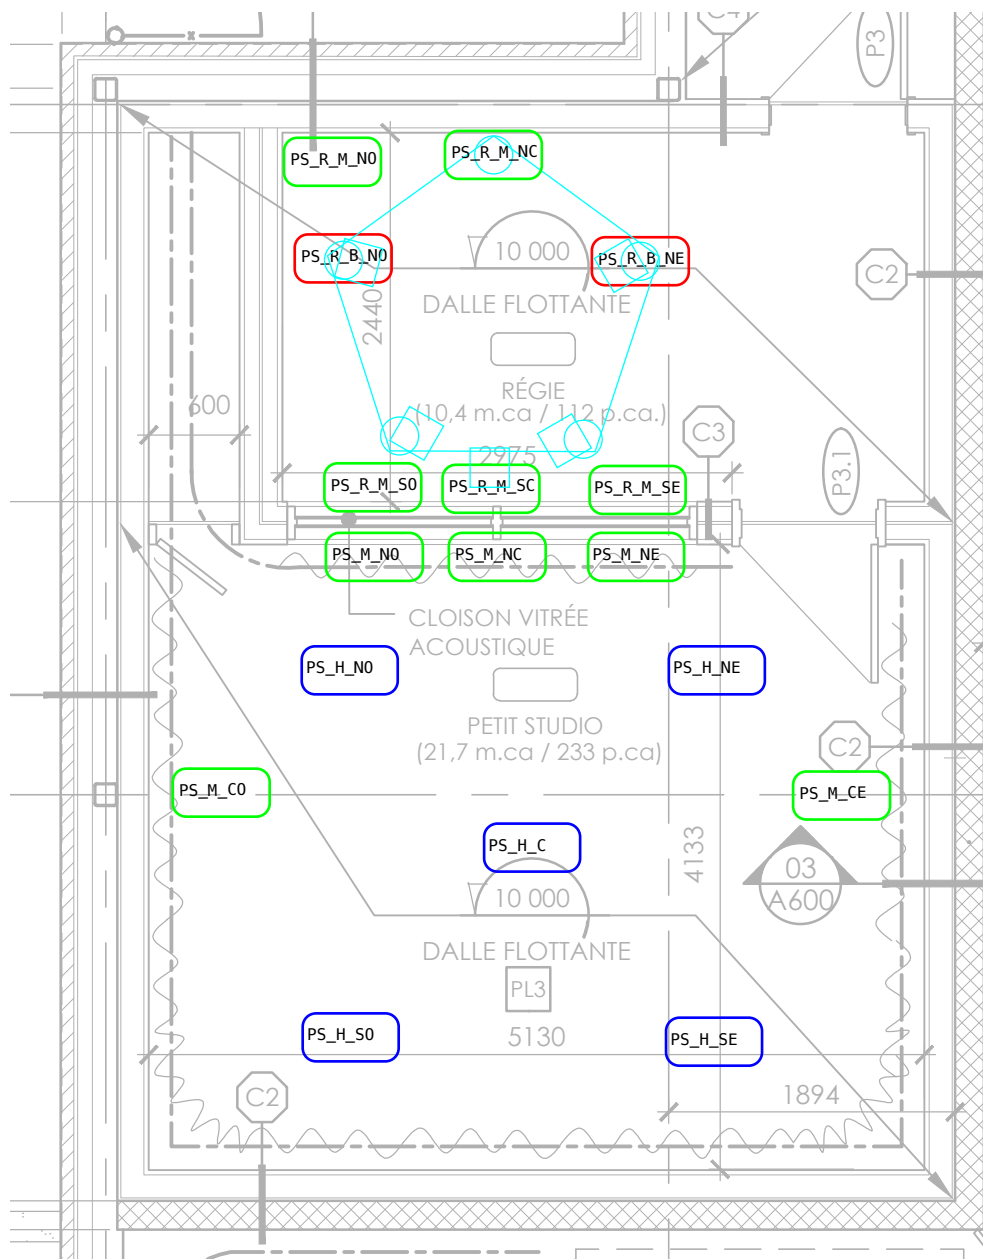 C4
P3
PS_R_M_NO
PS_R_M_NC
PS_R_B_NO
10 000
PS_R_B_NE
C2
DALLE FLOTTANTE
2440
RÉGIE
(10,4 m.ca / 112 p.ca.)
600
C3
2975
P3.1
PS_R_M_SO
PS_R_M_SC
PS_R_M_SE
PS_M_NO
PS_M_NC
PS_M_NE
CLOISON VITRÉE
ACOUSTIQUE
PS_H_NO
PS_H_NE
PETIT STUDIO
(21,7 m.ca / 233 p.ca)
C2
PS_M_CO
PS_M_CE
PS_H_C
4133
03
A600
10 000
DALLE FLOTTANTE
PL3
5130
PS_H_SO
PS_H_SE
C2
1894